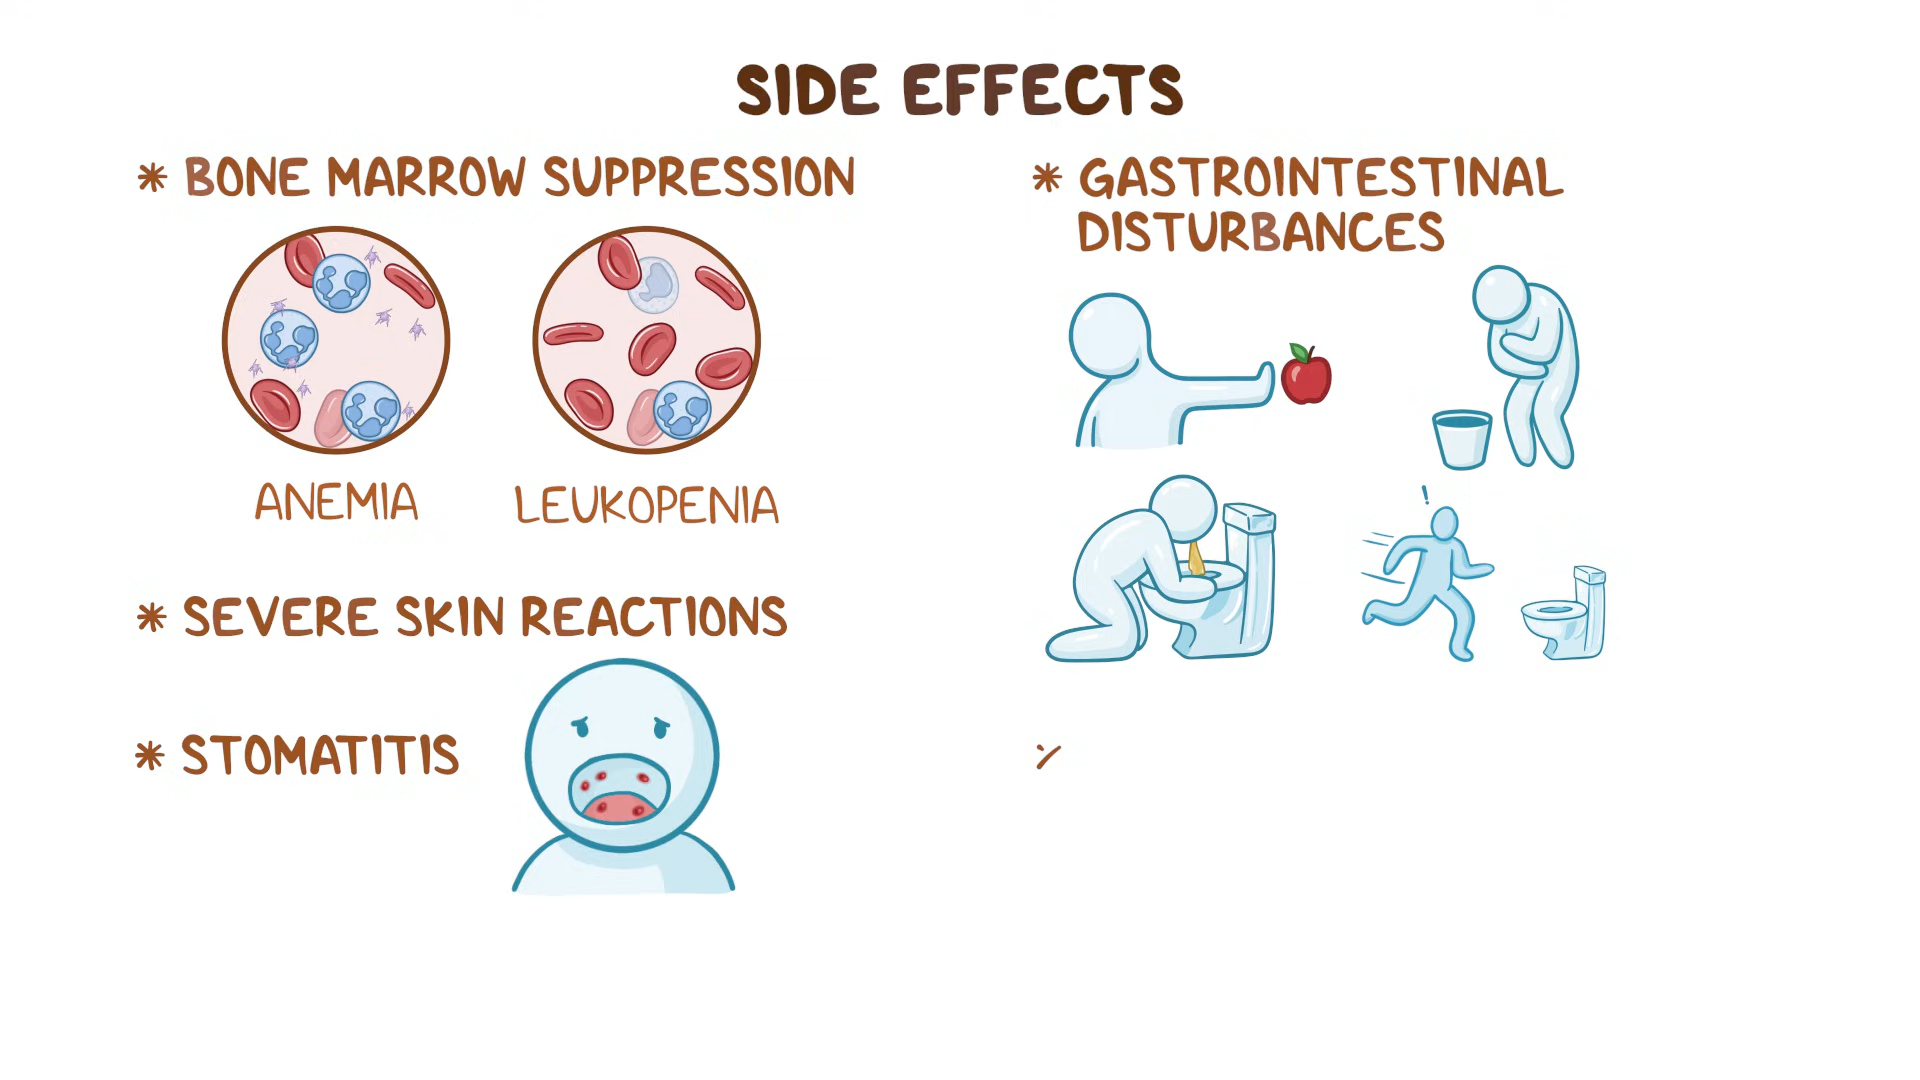 SIDE EFFECTS
* BONE MARROW SUPPRESSION
ANEMIA
LEUKOPENIA
* SEVERE SKIN REACTIONS
* STOMATITIS
* GASTROINTESTINAL
DISTURBANCES
!